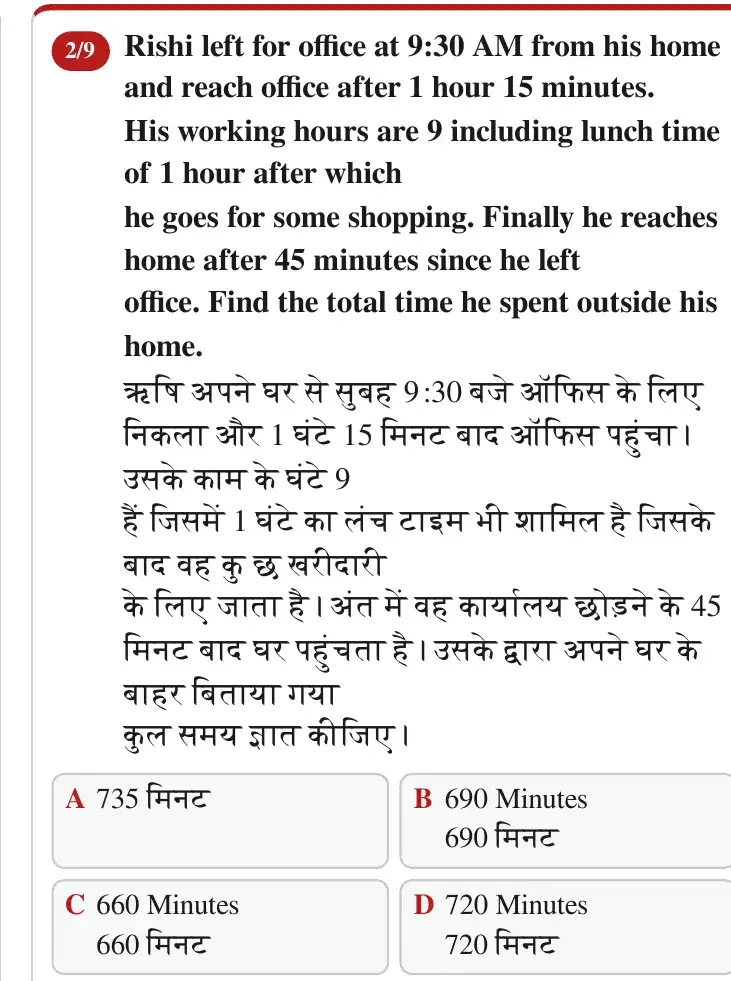 2/9 Rishi left for office at 9:30 AM from his home
and reach office after 1 hour 15 minutes.
His working hours are 9 including lunch time
of 1 hour after which
he goes for some shopping. Finally he reaches
home after 45 minutes since he left
office. Find the total time he spent outside his
home.
ऋषि अपने घर से सुबह 9:30 बजे ऑफिस के लिए
निकला और 1 घंटे 15 मिनट बाद ऑफिस पहुंचा।
उसके काम के घंटे 9
हैं जिसमें 1 घंटे का लंच टाइम भी शामिल है जिसके
बाद वह कु छ खरीदारी
के लिए जाता है। अंत में वह कार्यालय छोड़ने के 45
मिनट बाद घर पहुंचता है। उसके द्वारा अपने घर के
बाहर बिताया गया
कुल समय ज्ञात कीजिए।
A 735 मिनट
B 690 Minutes
690 मिनट
C 660 Minutes
660 मिनट
D 720 Minutes
720 मिनट